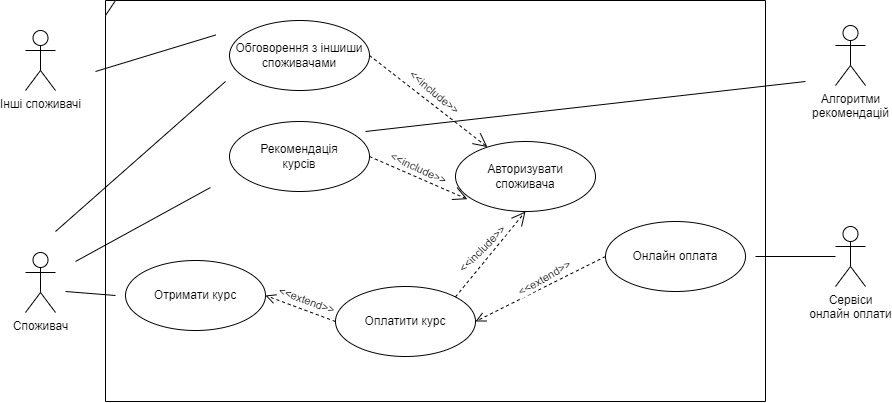 Обговорення з іншиши
споживачами
Інші споживачі
<<include>>
Алгоритми
рекомендацій
Рекомендація
курсів
<<include>>
Авторизувати
споживача
<<include>>
Онлайн оплата
<<extend>>
Отримати курс
<<extend>>
Оплатити курс
Споживач
Сервіси
онлайн оплати